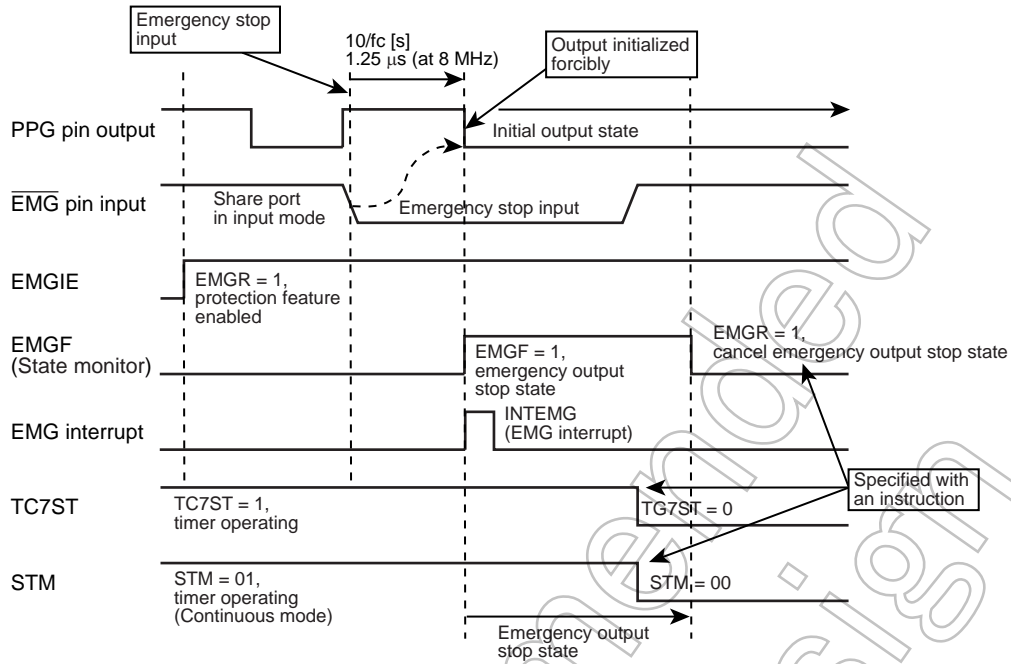 Emergency stop
input
10/fc [s]
1.25 μs (at 8 MHz)
Output initialized
forcibly
PPG pin output
Initial output state
EMG pin input
Share port
in input mode
Emergency stop input
EMGIE
EMGR = 1,
protection feature
enabled
EMGF
(State monitor)
EMGF = 1,
emergency output
stop state
EMGR = 1,
cancel emergency output stop state
EMG interrupt
INTEMG
(EMG interrupt)
Specified with
an instruction
TC7ST
TC7ST = 1,
timer operating
TG7ST = 0
STM
STM = 01,
timer operating
(Continuous mode)
STM = 00
Emergency output
stop state